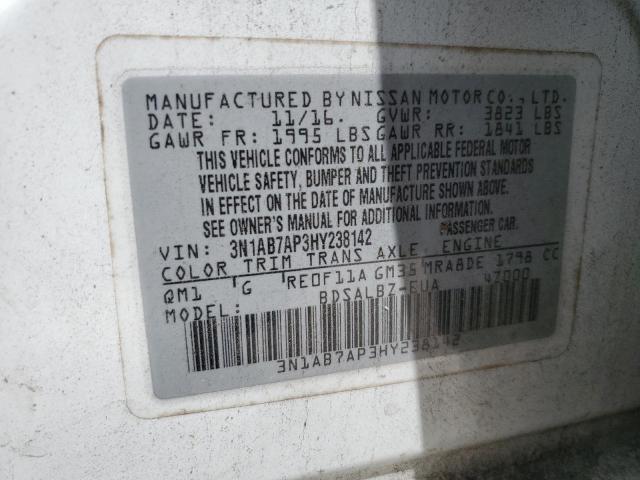 MANUFACTURED BY NISSAN MOTOR CO., LTD.
DATE: 11/16. GVWR: 3823 LBS
GAWR FR: 1995 LBS GAWR RR: 1841 LBS
THIS VEHICLE CONFORMS TO ALL APPLICABLE FEDERAL MOTOR
VEHICLE SAFETY, BUMPER AND THEFT PREVENTION STANDARDS
IN EFFECT ON THE DATE OF MANUFACTURE SHOWN ABOVE.
SEE OWNER'S MANUAL FOR ADDITIONAL INFORMATION.
VIN: 3N1AB7AP3HY238142 PASSENGER CAR.
COLOR TRIM TRANS AXLE ENGINE
QM1 G RE0F11A GM35 MRA8DE 1798 CC
MODEL: BDSALBZ-EUA 47000
3N1AB7AP3HY238142